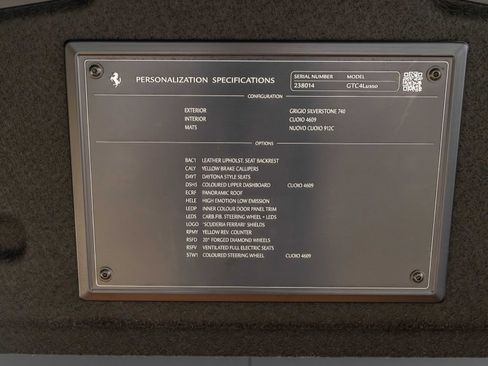 PERSONALIZATION SPECIFICATIONS
SERIAL NUMBER MODEL
238014 GTC4Lusso
CONFIGURATION
EXTERIOR GRIGIO SILVERSTONE 740
INTERIOR CUOIO 4609
MATS NUOVO CUOIO 912C
OPTIONS
BAC1 LEATHER UPHOLST. SEAT BACKREST
CALY YELLOW BRAKE CALLIPERS
DAYT DAYTONA STYLE SEATS
DSH5 COLOURED UPPER DASHBOARD CUOIO 4609
ECRF PANORAMIC ROOF
HELE HIGH EMOTION LOW EMISSION
LEDP INNER COLOUR DOOR PANEL TRIM
LEDS CARB.FIB. STEERING WHEEL + LEDS
LOGO "SCUDERIA FERRARI" SHIELDS
RPMY YELLOW REV. COUNTER
RSFD 20" FORGED DIAMOND WHEELS
RSFV VENTILATED FULL ELECTRIC SEATS
STW1 COLOURED STEERING WHEEL CUOIO 4609